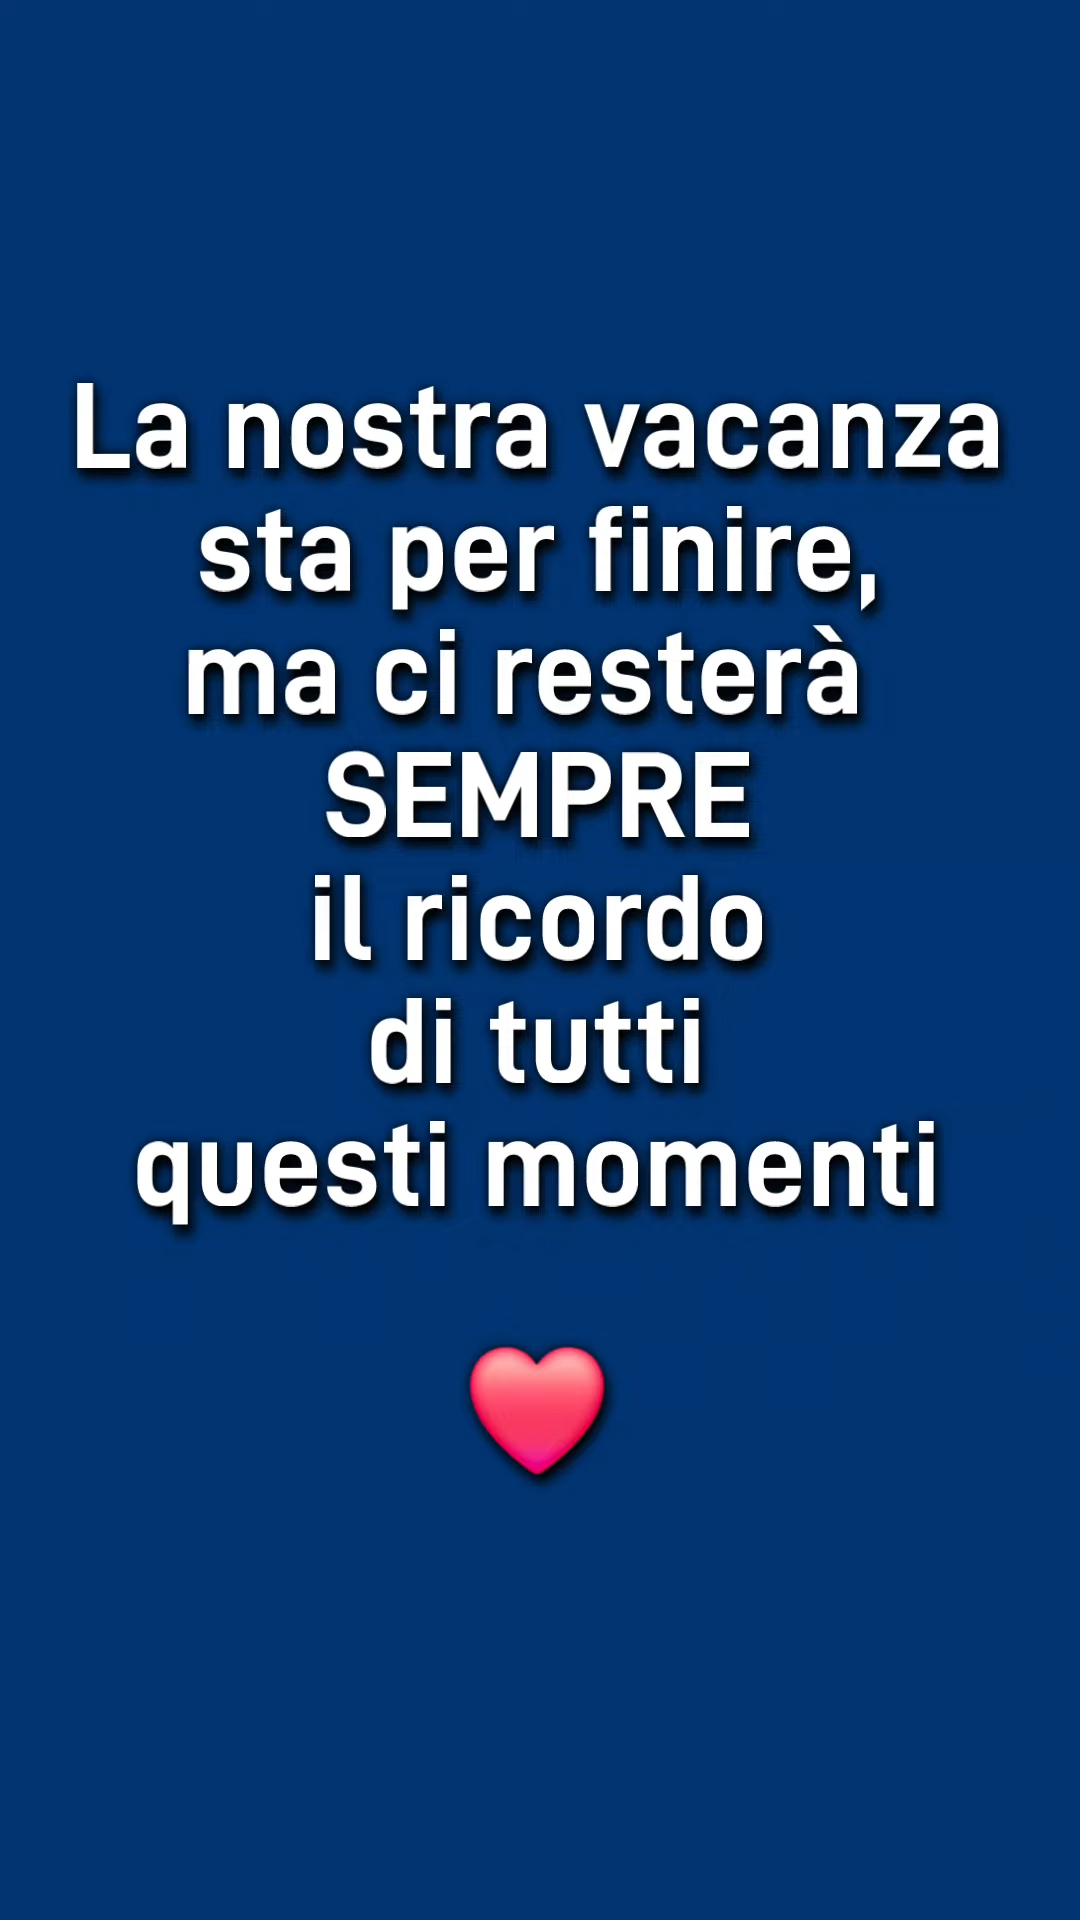 La nostra vacanza
sta per finire,
ma ci resterà
SEMPRE
il ricordo
di tutti
questi momenti
❤️